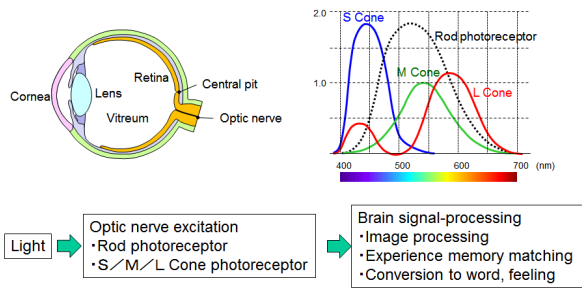 Cornea
Lens
Retina
Vitreum
Central pit
Optic nerve
2.0
1.0
S Cone
Rod photoreceptor
M Cone
L Cone
400 500 600 700 (nm)
Light
Optic nerve excitation
・Rod photoreceptor
・S／M／L Cone photoreceptor
Brain signal-processing
・Image processing
・Experience memory matching
・Conversion to word, feeling